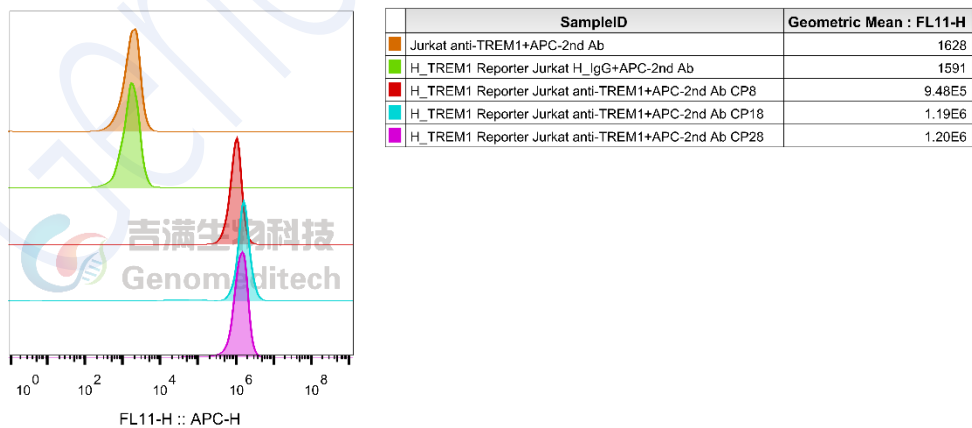 SampleID Geometric Mean : FL11-H
Jurkat anti-TREM1+APC-2nd Ab 1628
H_TREM1 Reporter Jurkat H_IgG+APC-2nd Ab 1591
H_TREM1 Reporter Jurkat anti-TREM1+APC-2nd Ab CP8 9.48E5
H_TREM1 Reporter Jurkat anti-TREM1+APC-2nd Ab CP18 1.19E6
H_TREM1 Reporter Jurkat anti-TREM1+APC-2nd Ab CP28 1.20E6
吉满生物科技
Genomeditech
10^0 10^2 10^4 10^6 10^8
FL11-H :: APC-H